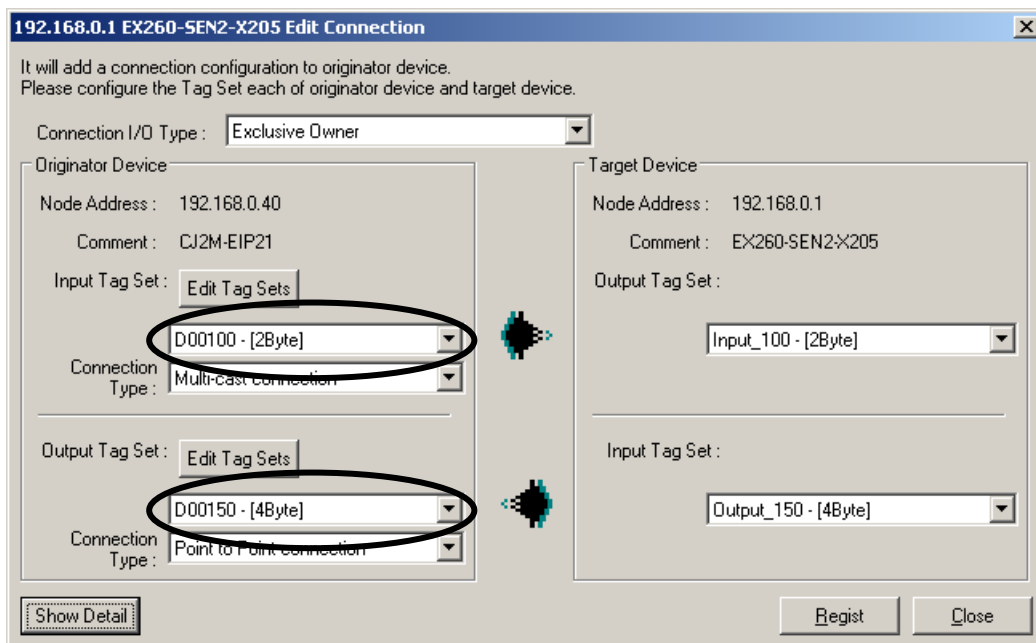 192.168.0.1 EX260-SEN2-X205 Edit Connection
It will add a connection configuration to originator device.
Please configure the Tag Set each of originator device and target device.
Connection I/O Type : Exclusive Owner
Originator Device
Node Address : 192.168.0.40
Comment : CJ2M-EIP21
Input Tag Set : Edit Tag Sets
D00100 - [2Byte]
Connection Type : Multi-cast connection
Output Tag Set : Edit Tag Sets
D00150 - [4Byte]
Connection Type : Point to Point connection
Target Device
Node Address : 192.168.0.1
Comment : EX260-SEN2-X205
Output Tag Set :
Input_100 - [2Byte]
Input Tag Set :
Output_150 - [4Byte]
Show Detail
Regist
Close